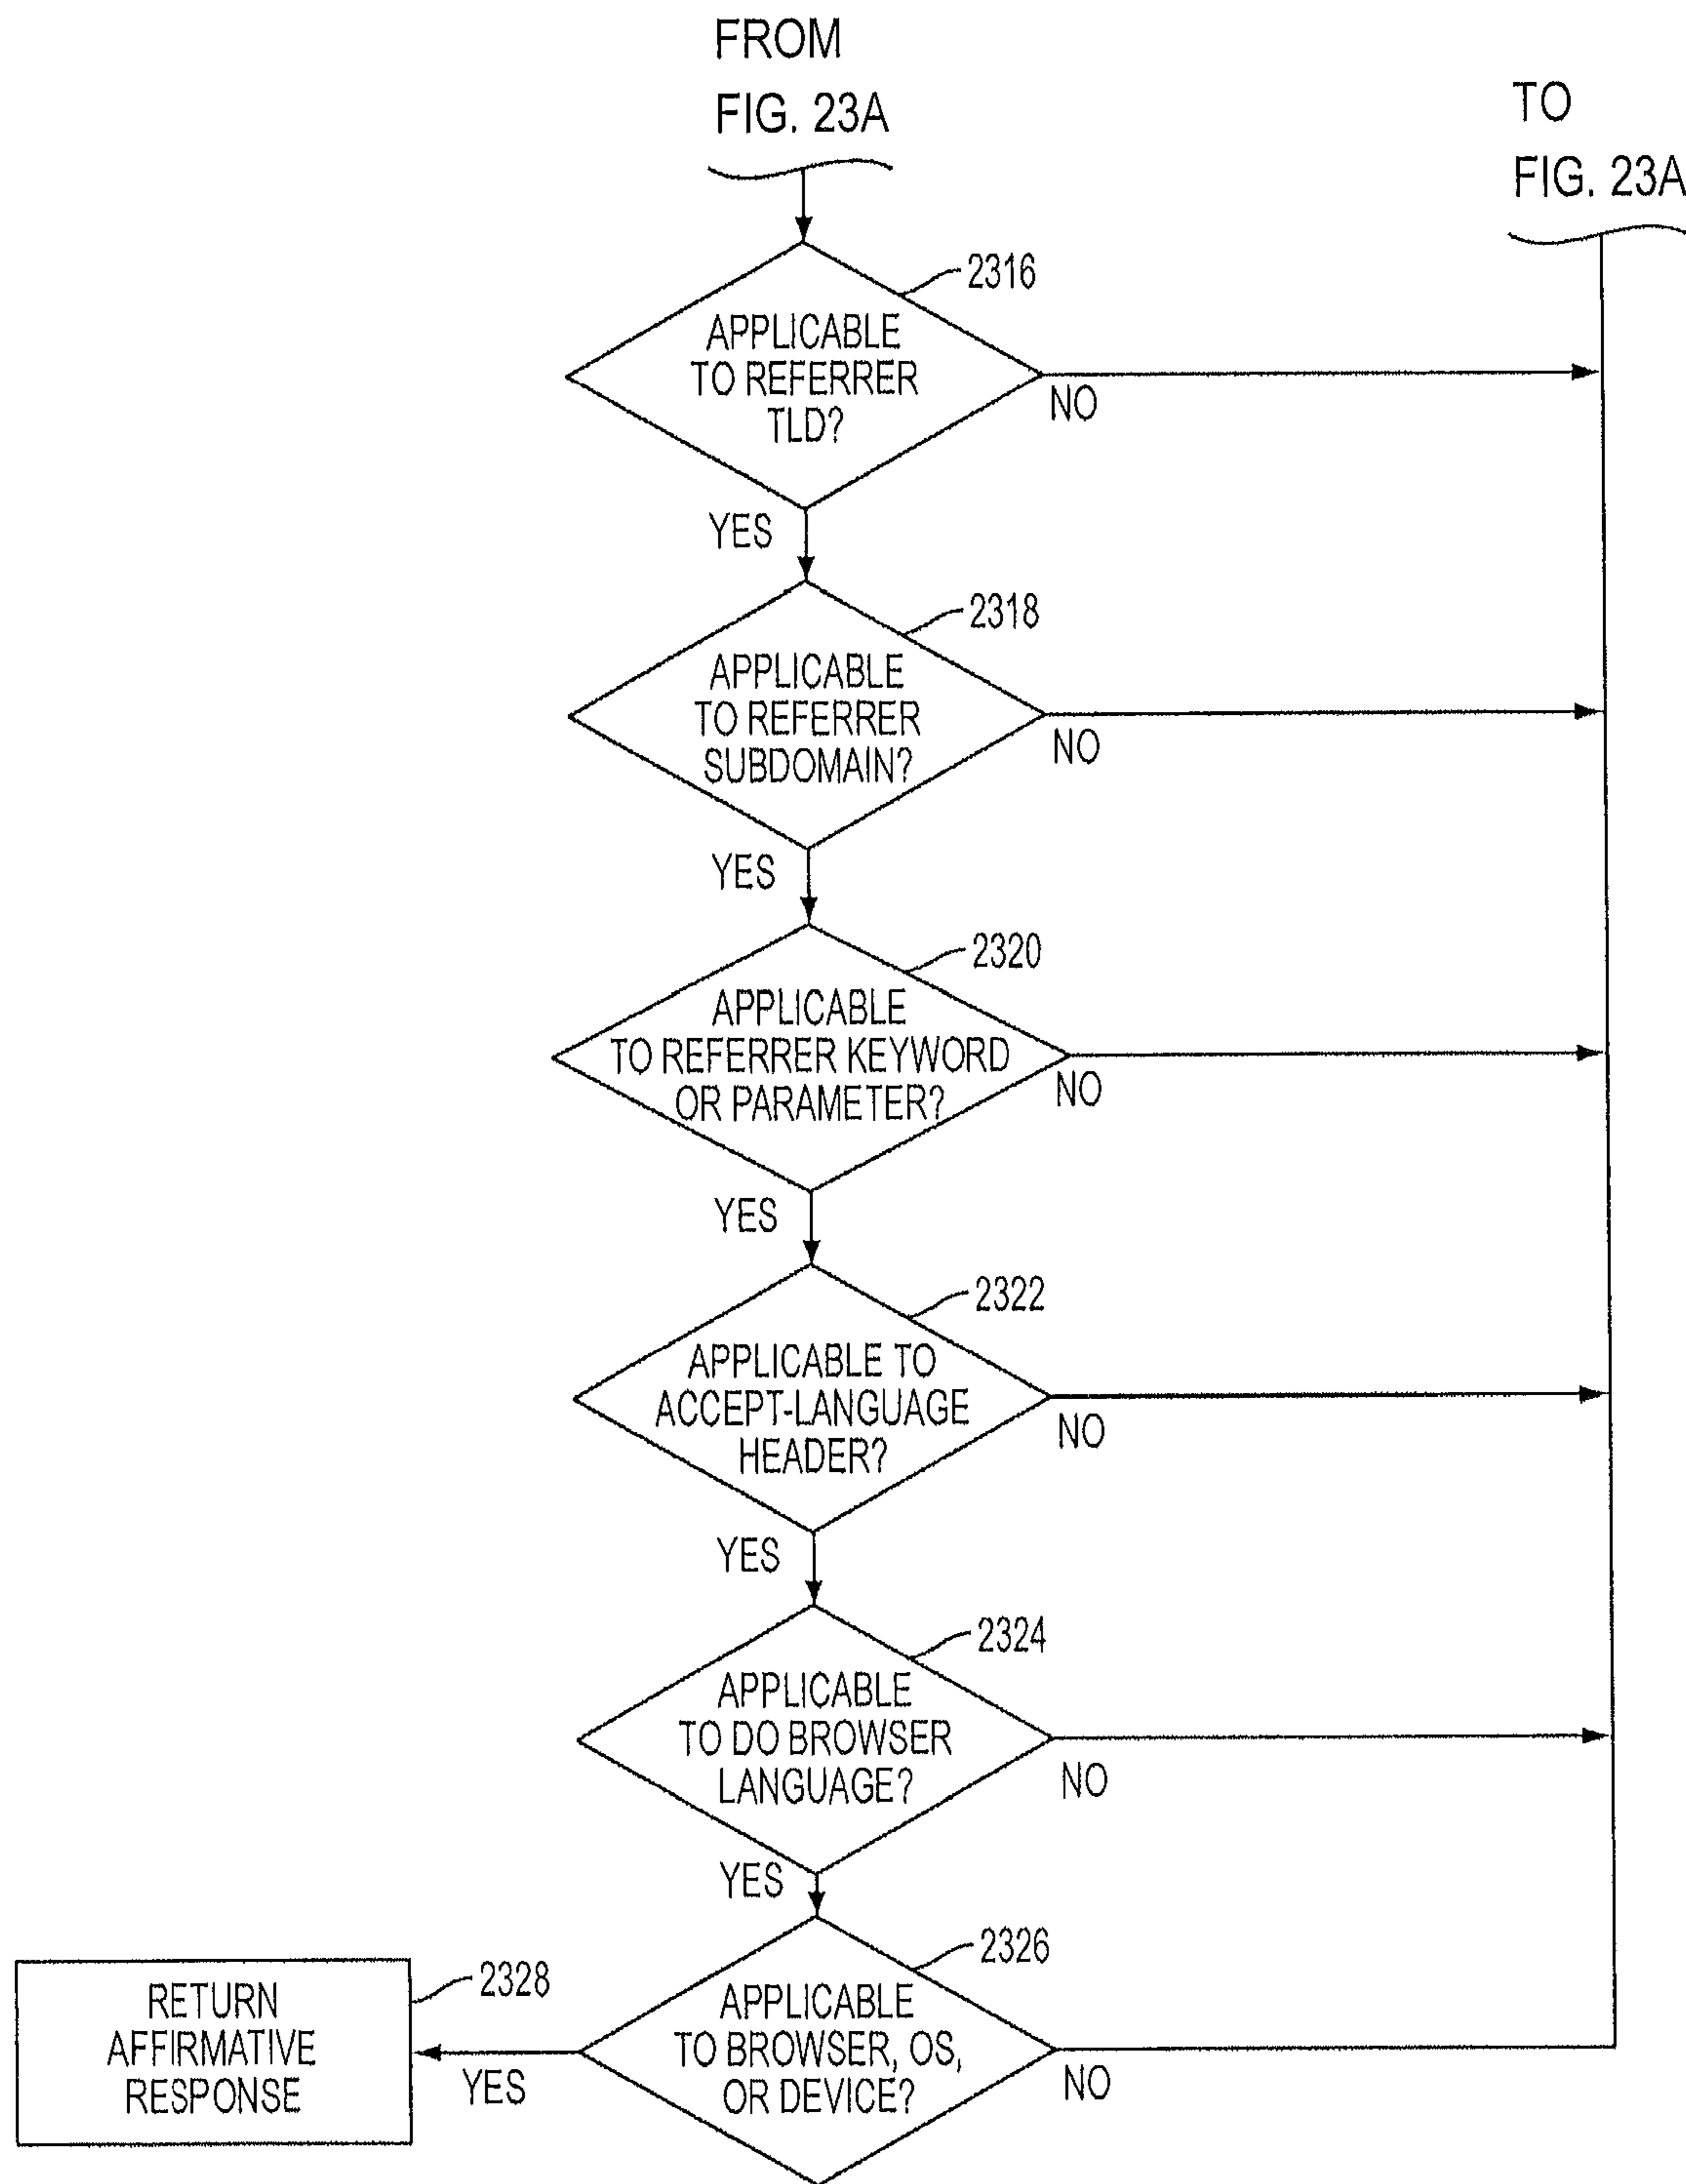 FROM
FIG. 23A
TO
FIG. 23A
2316
APPLICABLE
TO REFERRER
TLD?
NO
YES
2318
APPLICABLE
TO REFERRER
SUBDOMAIN?
NO
YES
2320
APPLICABLE
TO REFERRER KEYWORD
OR PARAMETER?
NO
YES
2322
APPLICABLE TO
ACCEPT-LANGUAGE
HEADER?
NO
YES
2324
APPLICABLE
TO DO BROWSER
LANGUAGE?
NO
YES
2326
APPLICABLE
TO BROWSER, OS,
OR DEVICE?
NO
YES
2328
RETURN
AFFIRMATIVE
RESPONSE